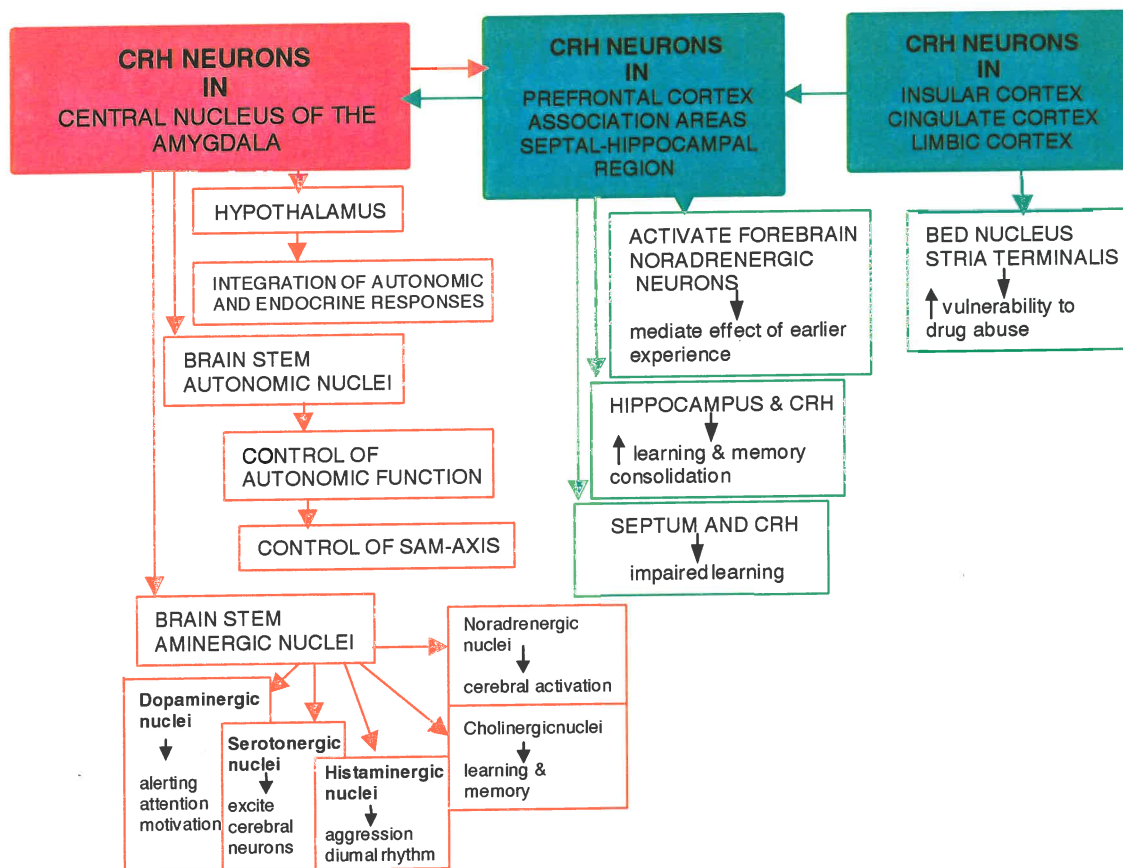 CRH NEURONS
IN
CENTRAL NUCLEUS OF THE
AMYGDALA
CRH NEURONS
IN
PREFRONTAL CORTEX
ASSOCIATION AREAS
SEPTAL-HIPPOCAMPAL
REGION
CRH NEURONS
IN
INSULAR CORTEX
CINGULATE CORTEX
LIMBIC CORTEX
HYPOTHALAMUS
INTEGRATION OF AUTONOMIC
AND ENDOCRINE RESPONSES
BRAIN STEM
AUTONOMIC NUCLEI
CONTROL OF
AUTONOMIC FUNCTION
CONTROL OF SAM-AXIS
BRAIN STEM
AMINERGIC NUCLEI
Dopaminergic
nuclei
alerting
attention
motivation
Serotonergic
nuclei
excite
cerebral
neurons
Histaminergic
nuclei
aggression
diumal rhythm
Noradrenergic
nuclei
cerebral activation
Cholinergicnuclei
learning &
memory
ACTIVATE FOREBRAIN
NORADRENERGIC
NEURONS
mediate effect of earlier
experience
HIPPOCAMPUS & CRH
↑ learning & memory
consolidation
SEPTUM AND CRH
impaired learning
BED NUCLEUS
STRIA TERMINALIS
↑ vulnerability to
drug abuse